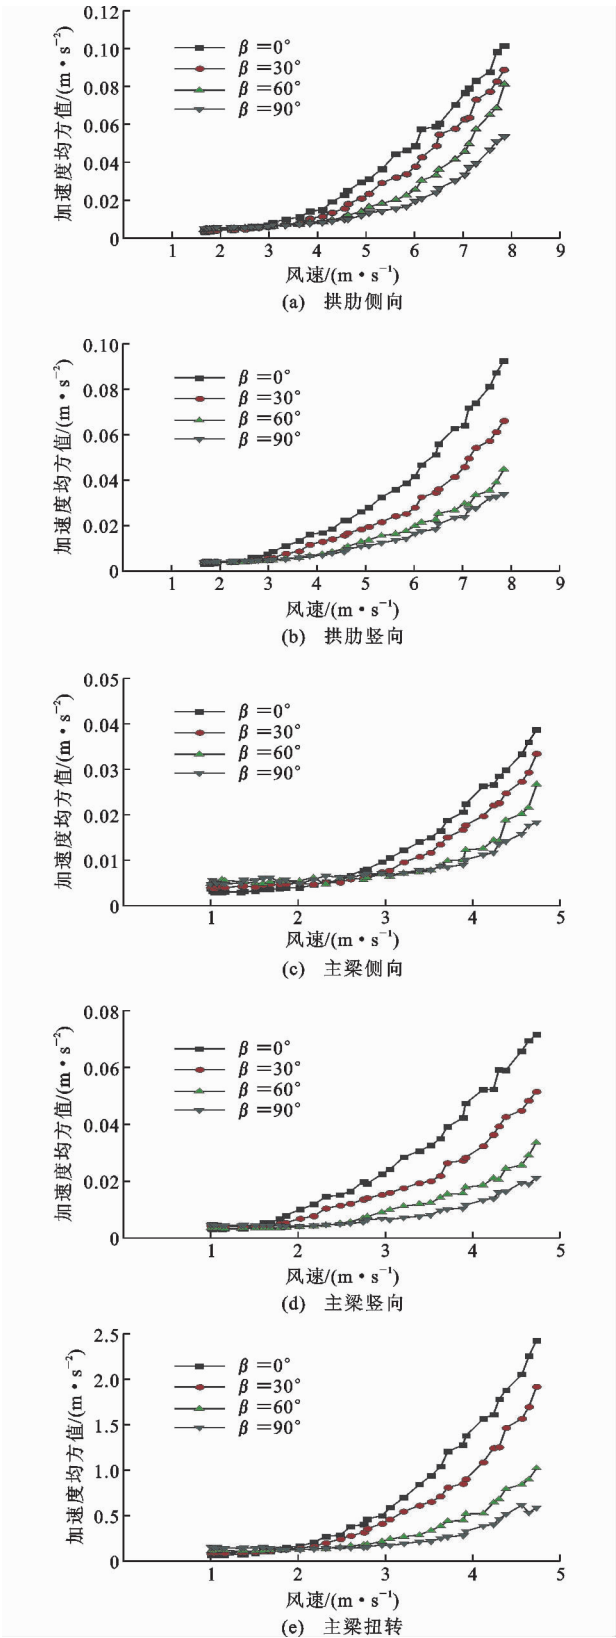 0.12
0.10
0.08
0.06
0.04
0.02
0
加速度均方值/(m·s⁻²)
β=0°
β=30°
β=60°
β=90°
1 2 3 4 5 6 7 8 9
风速/(m·s⁻¹)
(a) 拱肋侧向
0.10
0.08
0.06
0.04
0.02
0
加速度均方值/(m·s⁻²)
β=0°
β=30°
β=60°
β=90°
1 2 3 4 5 6 7 8 9
风速/(m·s⁻¹)
(b) 拱肋竖向
0.05
0.04
0.03
0.02
0.01
0
加速度均方值/(m·s⁻²)
β=0°
β=30°
β=60°
β=90°
1 2 3 4 5
风速/(m·s⁻¹)
(c) 主梁侧向
0.08
0.06
0.04
0.02
0
加速度均方值/(m·s⁻²)
β=0°
β=30°
β=60°
β=90°
1 2 3 4 5
风速/(m·s⁻¹)
(d) 主梁竖向
2.5
2.0
1.5
1.0
0.5
0
加速度均方值/(m·s⁻²)
β=0°
β=30°
β=60°
β=90°
1 2 3 4 5
风速/(m·s⁻¹)
(e) 主梁扭转